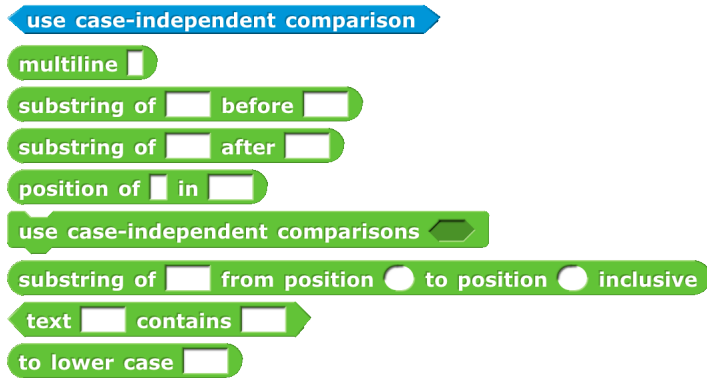 use case-independent comparison
multiline
substring of before
substring of after
position of in
use case-independent comparisons
substring of from position to position inclusive
text contains
to lower case